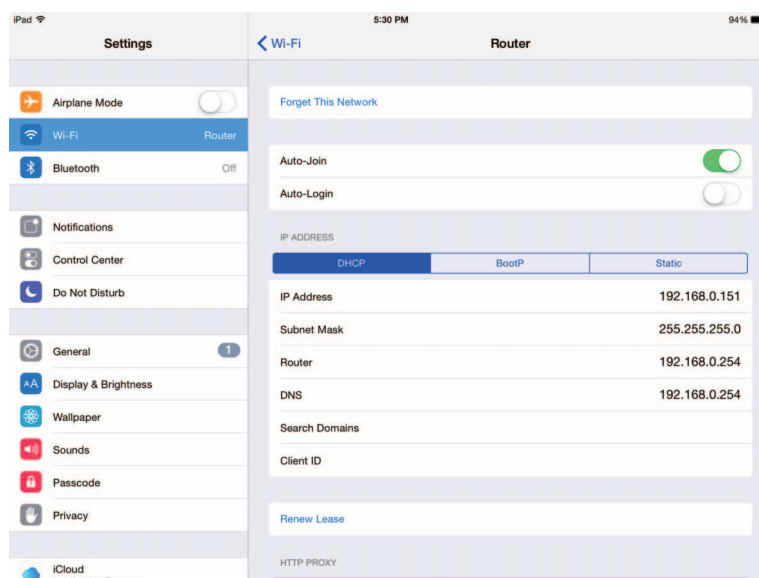 iPad 5:30 PM 94%
Settings
Wi-Fi Router
Airplane Mode
Wi-Fi Router
Bluetooth Off
Notifications
Control Center
Do Not Disturb
General 1
Display & Brightness
Wallpaper
Sounds
Passcode
Privacy
iCloud
Forget This Network
Auto-Join
Auto-Login
IP ADDRESS
DHCP BootP Static
IP Address 192.168.0.151
Subnet Mask 255.255.255.0
Router 192.168.0.254
DNS 192.168.0.254
Search Domains
Client ID
Renew Lease
HTTP PROXY